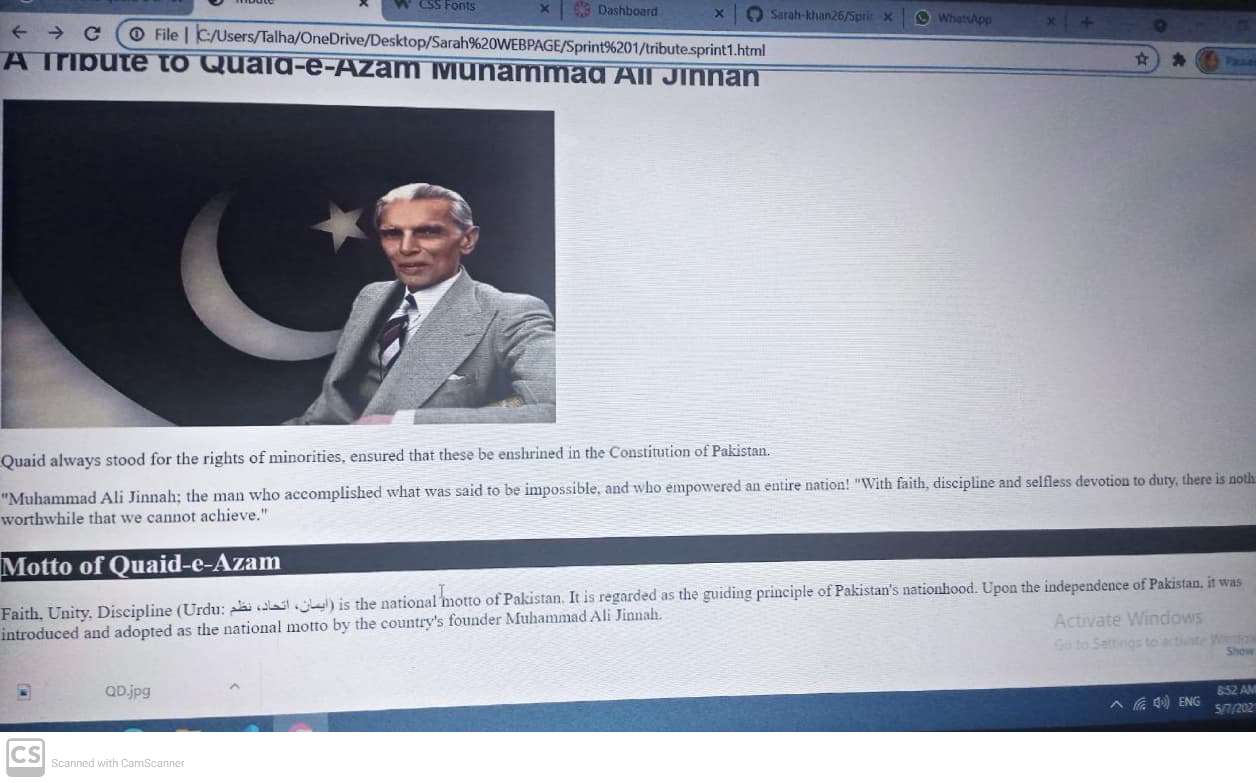 Tribute
CSS Fonts
Dashboard
Sarah-khan26/Sprin
WhatsApp
File | C:/Users/Talha/OneDrive/Desktop/Sarah%20WEBPAGE/Sprint%201/tribute.sprint1.html
A Tribute to Quaid-e-Azam Muhammad Ali Jinnah
Quaid always stood for the rights of minorities, ensured that these be enshrined in the Constitution of Pakistan.
"Muhammad Ali Jinnah; the man who accomplished what was said to be impossible, and who empowered an entire nation! "With faith, discipline and selfless devotion to duty, there is noth
worthwhile that we cannot achieve."
Motto of Quaid-e-Azam
Faith, Unity, Discipline (Urdu: ایمان، اتحاد، نظم) is the national motto of Pakistan. It is regarded as the guiding principle of Pakistan's nationhood. Upon the independence of Pakistan, it was
introduced and adopted as the national motto by the country's founder Muhammad Ali Jinnah.
Activate Windows
Go to Settings to activate Windo
Show
QD.jpg
ENG
8:52 AM
5/7/202
CS
Scanned with CamScanner